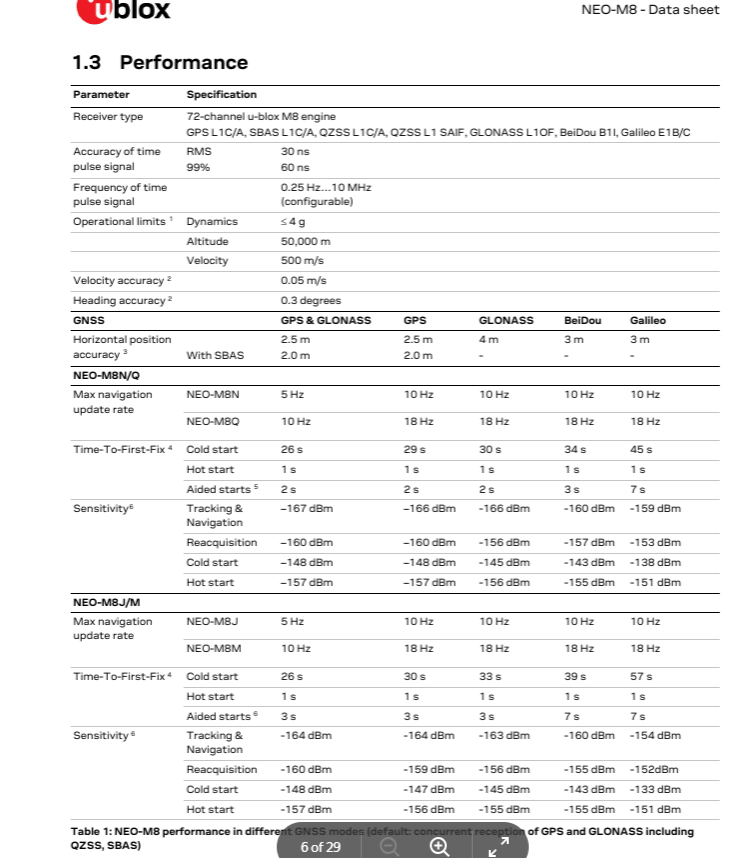 ublox
NEO-M8 - Data sheet
1.3 Performance
Parameter Specification
Receiver type 72-channel u-blox M8 engine
GPS L1C/A, SBAS L1C/A, QZSS L1C/A, QZSS L1 SAIF, GLONASS L1OF, BeiDou B1I, Galileo E1B/C
Accuracy of time RMS 30 ns
pulse signal 99% 60 ns
Frequency of time 0.25 Hz...10 MHz
pulse signal (configurable)
Operational limits 1 Dynamics ≤ 4 g
Altitude 50,000 m
Velocity 500 m/s
Velocity accuracy 2 0.05 m/s
Heading accuracy 2 0.3 degrees
GNSS GPS & GLONASS GPS GLONASS BeiDou Galileo
Horizontal position 2.5 m 2.5 m 4 m 3 m 3 m
accuracy 3 With SBAS 2.0 m 2.0 m - - -
NEO-M8N/Q
Max navigation NEO-M8N 5 Hz 10 Hz 10 Hz 10 Hz 10 Hz
update rate
NEO-M8Q 10 Hz 18 Hz 18 Hz 18 Hz 18 Hz
Time-To-First-Fix 4 Cold start 26 s 29 s 30 s 34 s 45 s
Hot start 1 s 1 s 1 s 1 s 1 s
Aided starts 5 2 s 2 s 2 s 3 s 7 s
Sensitivity6 Tracking & –167 dBm –166 dBm -166 dBm -160 dBm -159 dBm
Navigation
Reacquisition –160 dBm –160 dBm -156 dBm -157 dBm -153 dBm
Cold start –148 dBm –148 dBm -145 dBm -143 dBm -138 dBm
Hot start –157 dBm –157 dBm -156 dBm -155 dBm -151 dBm
NEO-M8J/M
Max navigation NEO-M8J 5 Hz 10 Hz 10 Hz 10 Hz 10 Hz
update rate
NEO-M8M 10 Hz 18 Hz 18 Hz 18 Hz 18 Hz
Time-To-First-Fix 4 Cold start 26 s 30 s 33 s 39 s 57 s
Hot start 1 s 1 s 1 s 1 s 1 s
Aided starts 6 3 s 3 s 3 s 7 s 7 s
Sensitivity 6 Tracking & -164 dBm -164 dBm -163 dBm -160 dBm -154 dBm
Navigation
Reacquisition -160 dBm -159 dBm -156 dBm -155 dBm -152dBm
Cold start -148 dBm -147 dBm -145 dBm -143 dBm -133 dBm
Hot start -157 dBm -156 dBm -155 dBm -155 dBm -151 dBm
Table 1: NEO-M8 performance in different GNSS modes (default: concurrent reception of GPS and GLONASS including
QZSS, SBAS)
6 of 29